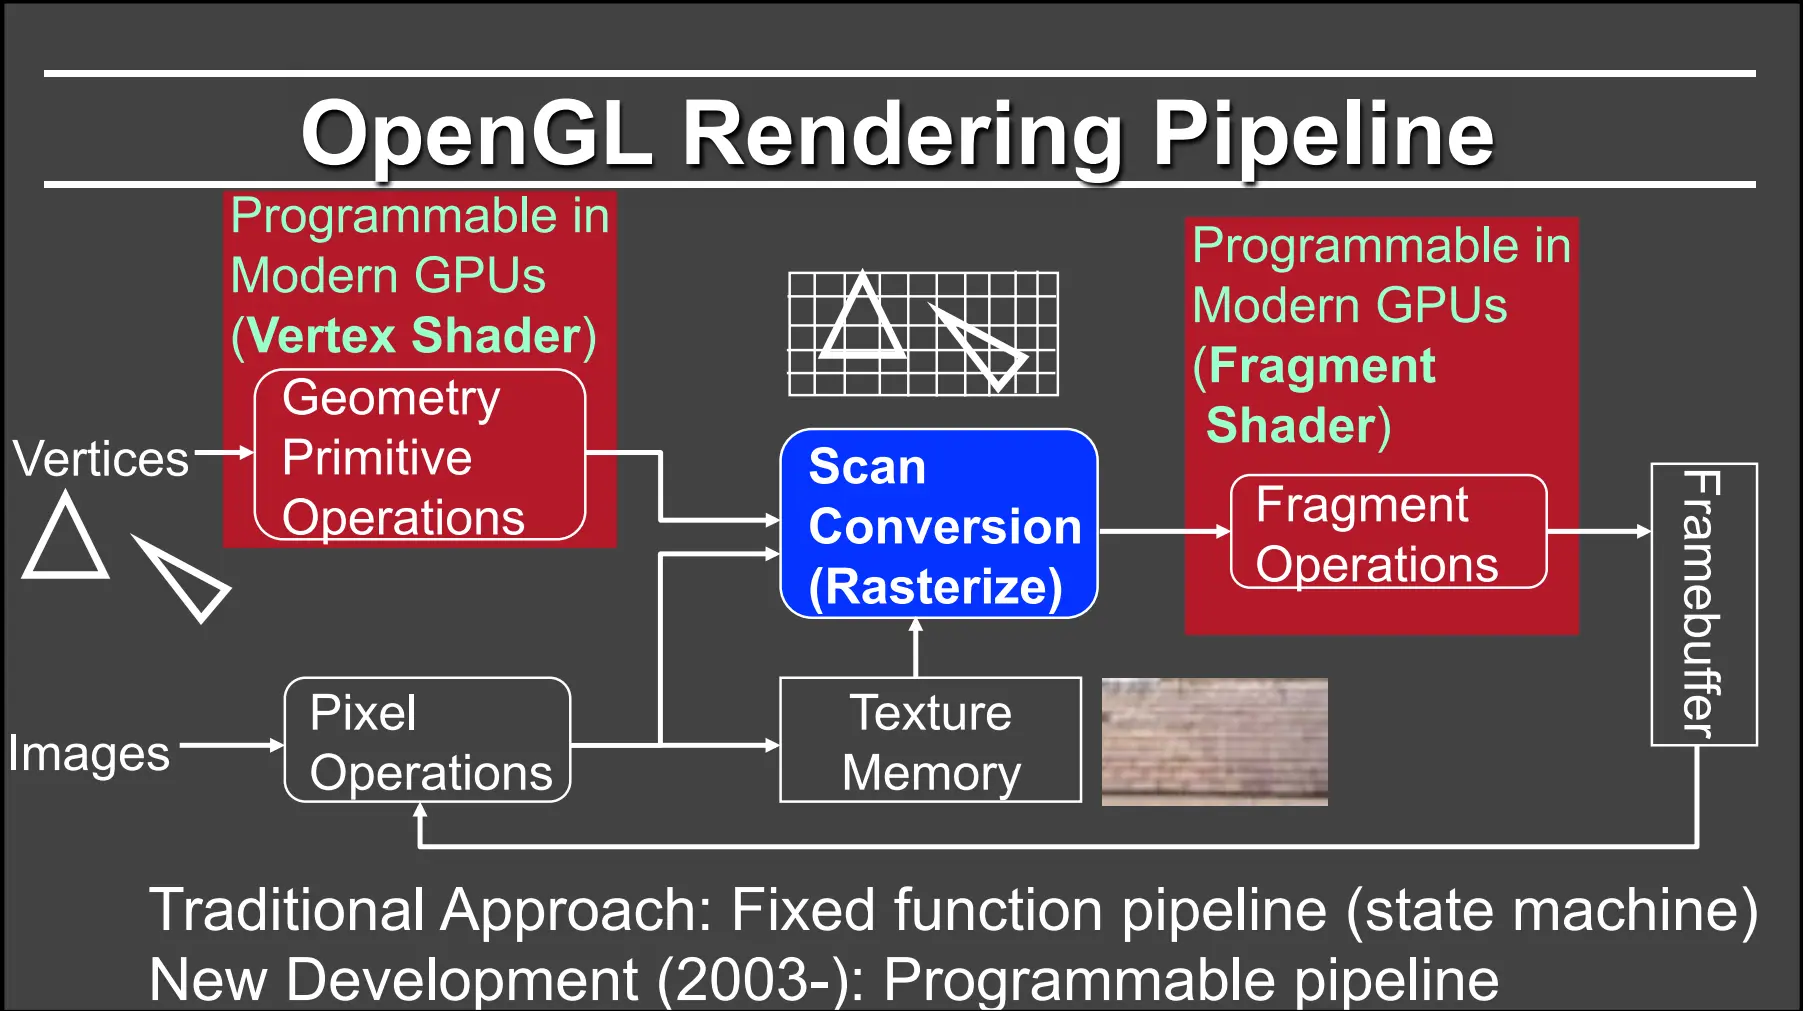 OpenGL Rendering Pipeline
Programmable in
Modern GPUs
(Vertex Shader)
Geometry
Primitive
Operations
Vertices
Scan
Conversion
(Rasterize)
Programmable in
Modern GPUs
(Fragment
Shader)
Fragment
Operations
Framebuffer
Images
Pixel
Operations
Texture
Memory
Traditional Approach: Fixed function pipeline (state machine)
New Development (2003-): Programmable pipeline